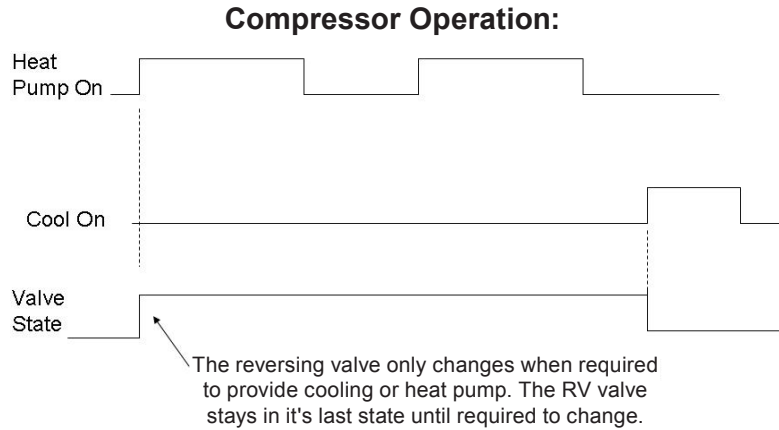 Compressor Operation:
Heat
Pump On
Cool On
Valve
State
The reversing valve only changes when required
to provide cooling or heat pump. The RV valve
stays in it's last state until required to change.